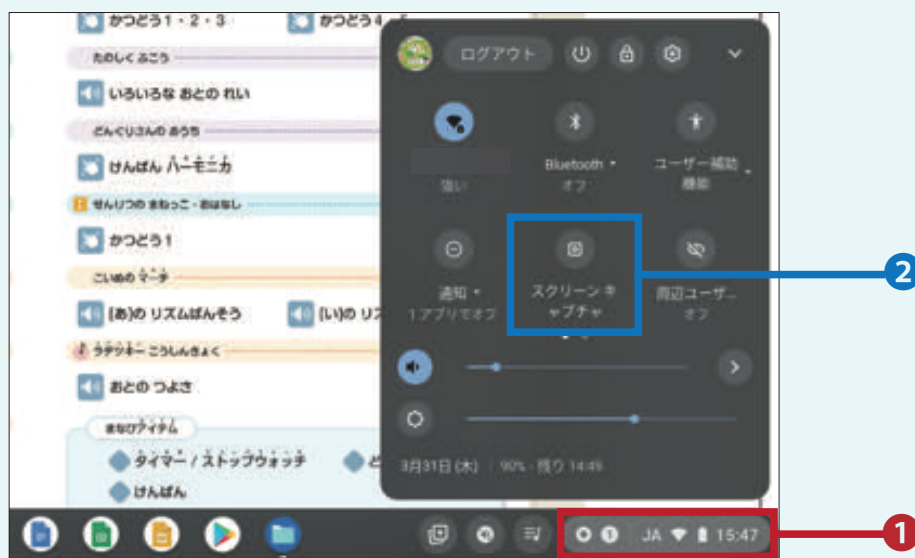 かつどう1・2・3
かつどう4
たのしく ふこう
いろいろな おとの れい
どんぐりさんの おうち
けんばん ハーモニカ
せんりつの まねっこ・おはなし
かつどう1
こいぬの マーチ
(あ)の リズムばんそう
(い)の リズ
ラデツキー こうしんきょく
おとの つよさ
まなびアイテム
タイマー / ストップウォッチ
けんばん
ログアウト
強い
Bluetooth
オフ
ユーザー補助
機能
通知
1 アプリでオフ
スクリーン キ
ャプチャ
周辺ユーザ...
オフ
3月31日 (木)
90% - 残り 14:49
JA
15:47
1
2
1